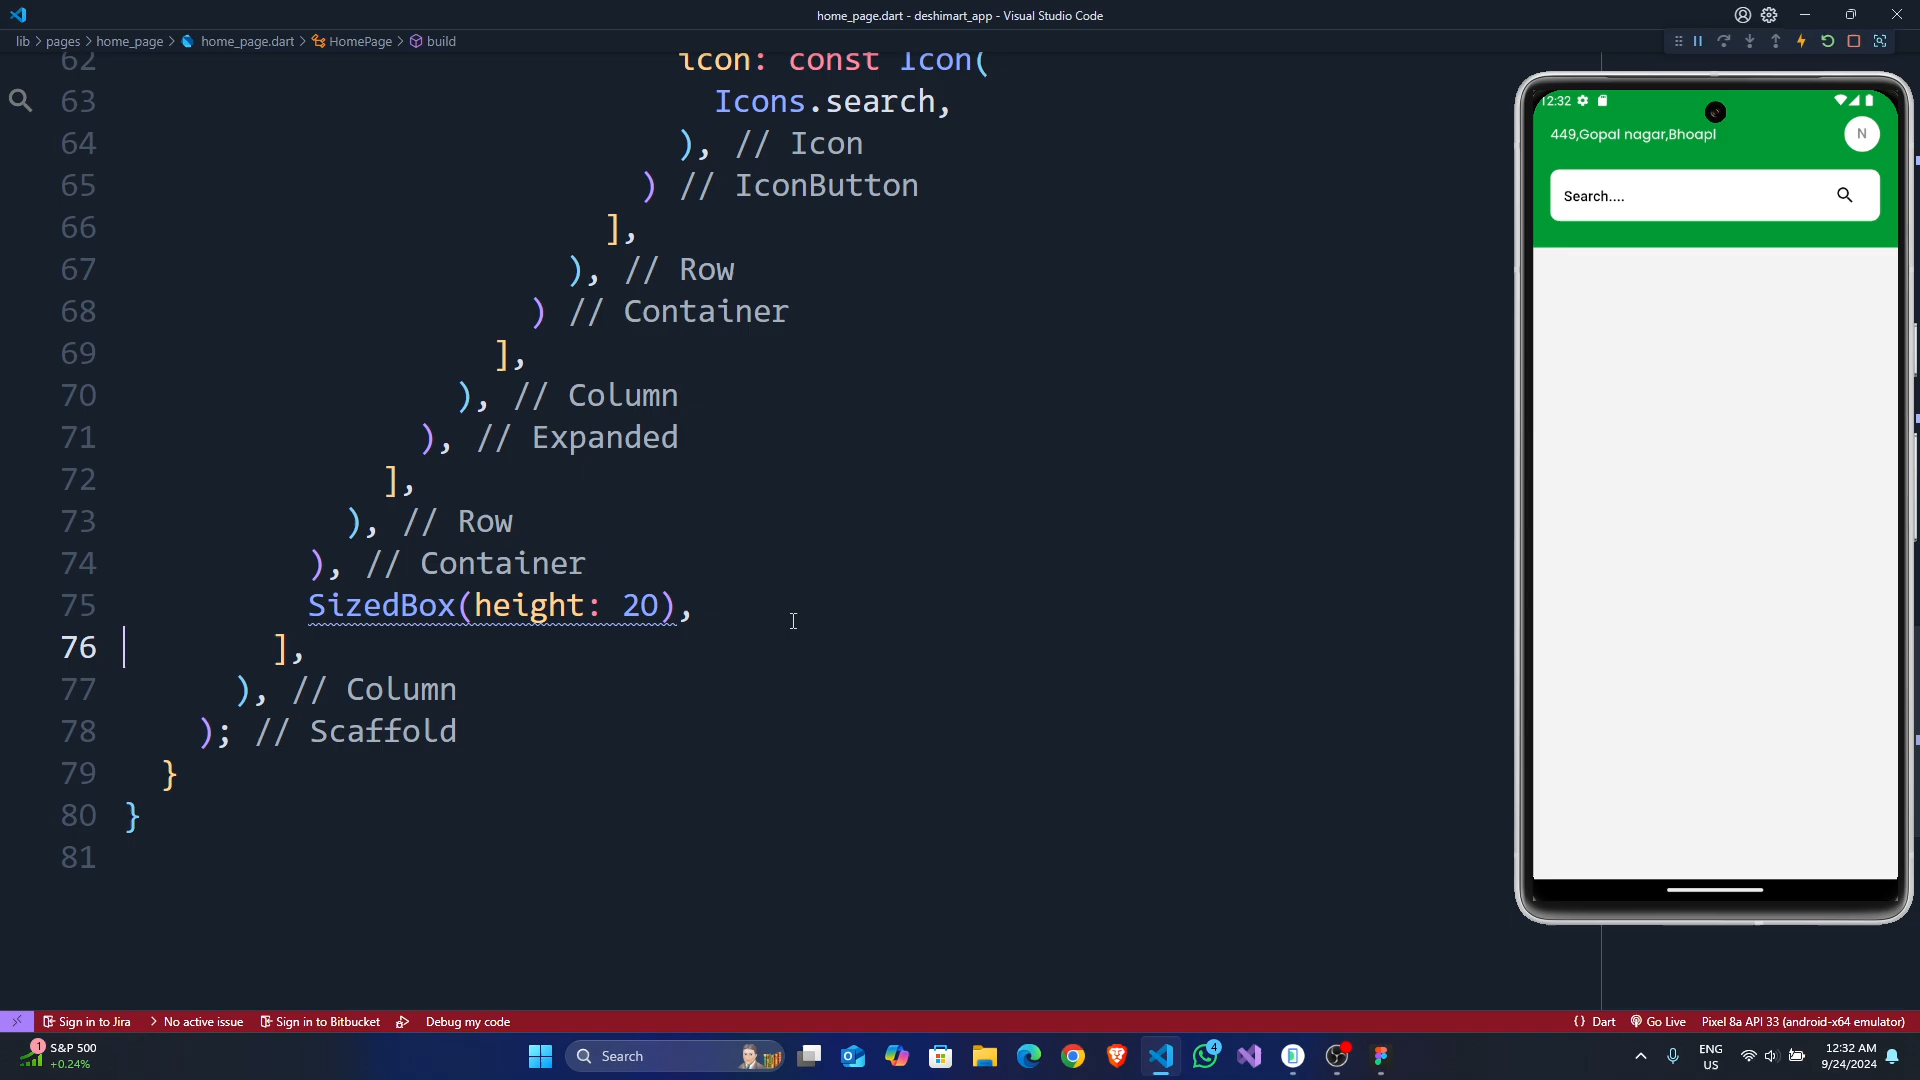 home_page.dart - deshimart_app - Visual Studio Code
lib > pages > home_page > home_page.dart > HomePage > build
62 icon: const Icon(
63 Icons.search,
64 ), // Icon
65 ) // IconButton
66 ],
67 ), // Row
68 ) // Container
69 ],
70 ), // Column
71 ), // Expanded
72 ],
73 ), // Row
74 ), // Container
75 SizedBox(height: 20),
76 ],
77 ), // Column
78 ); // Scaffold
79 }
80 }
81
12:32
449,Gopal nagar,Bhoapl
N
Search....
Sign in to Jira
No active issue
Sign in to Bitbucket
Debug my code
{} Dart
Go Live
Pixel 8a API 33 (android-x64 emulator)
1
S&P 500
+0.24%
Search
4
ENG
US
12:32 AM
9/24/2024